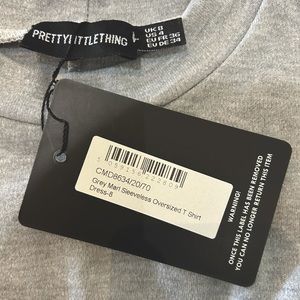 PRETTYLITTLETHING
UK 8
US 4
EU FR 36
EU DE 34
CMD8634/20/70
Grey Marl Sleeveless Oversized T Shirt
Dress-8
WARNING:
ONCE THIS LABEL HAS BEEN REMOVED
YOU CAN NO LONGER RETURN THIS ITEM